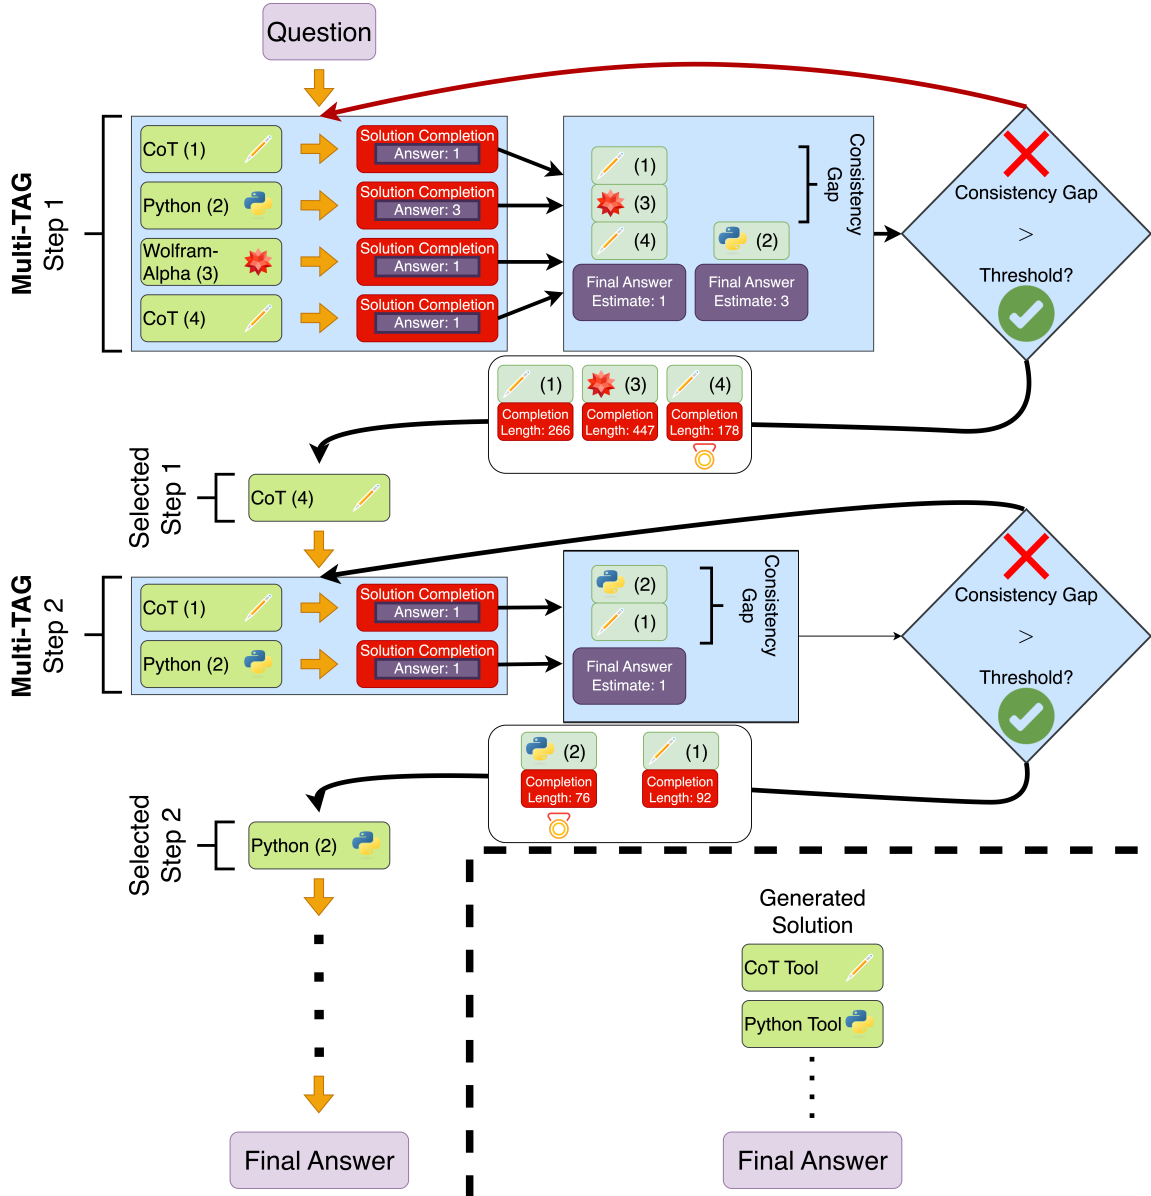 Question
Multi-TAG
Step 1
CoT (1)
Solution Completion
Answer: 1
Python (2)
Solution Completion
Answer: 3
Wolfram-
Alpha (3)
Solution Completion
Answer: 1
CoT (4)
Solution Completion
Answer: 1
(1)
(3)
(4)
(2)
Final Answer
Estimate: 1
Final Answer
Estimate: 3
Consistency
Gap
Consistency Gap
>
Threshold?
(1)
Completion
Length: 266
(3)
Completion
Length: 447
(4)
Completion
Length: 178
Selected
Step 1
CoT (4)
Multi-TAG
Step 2
CoT (1)
Solution Completion
Answer: 1
Python (2)
Solution Completion
Answer: 1
(2)
(1)
Final Answer
Estimate: 1
Consistency
Gap
Consistency Gap
>
Threshold?
(2)
Completion
Length: 76
(1)
Completion
Length: 92
Selected
Step 2
Python (2)
Final Answer
Generated
Solution
CoT Tool
Python Tool
Final Answer